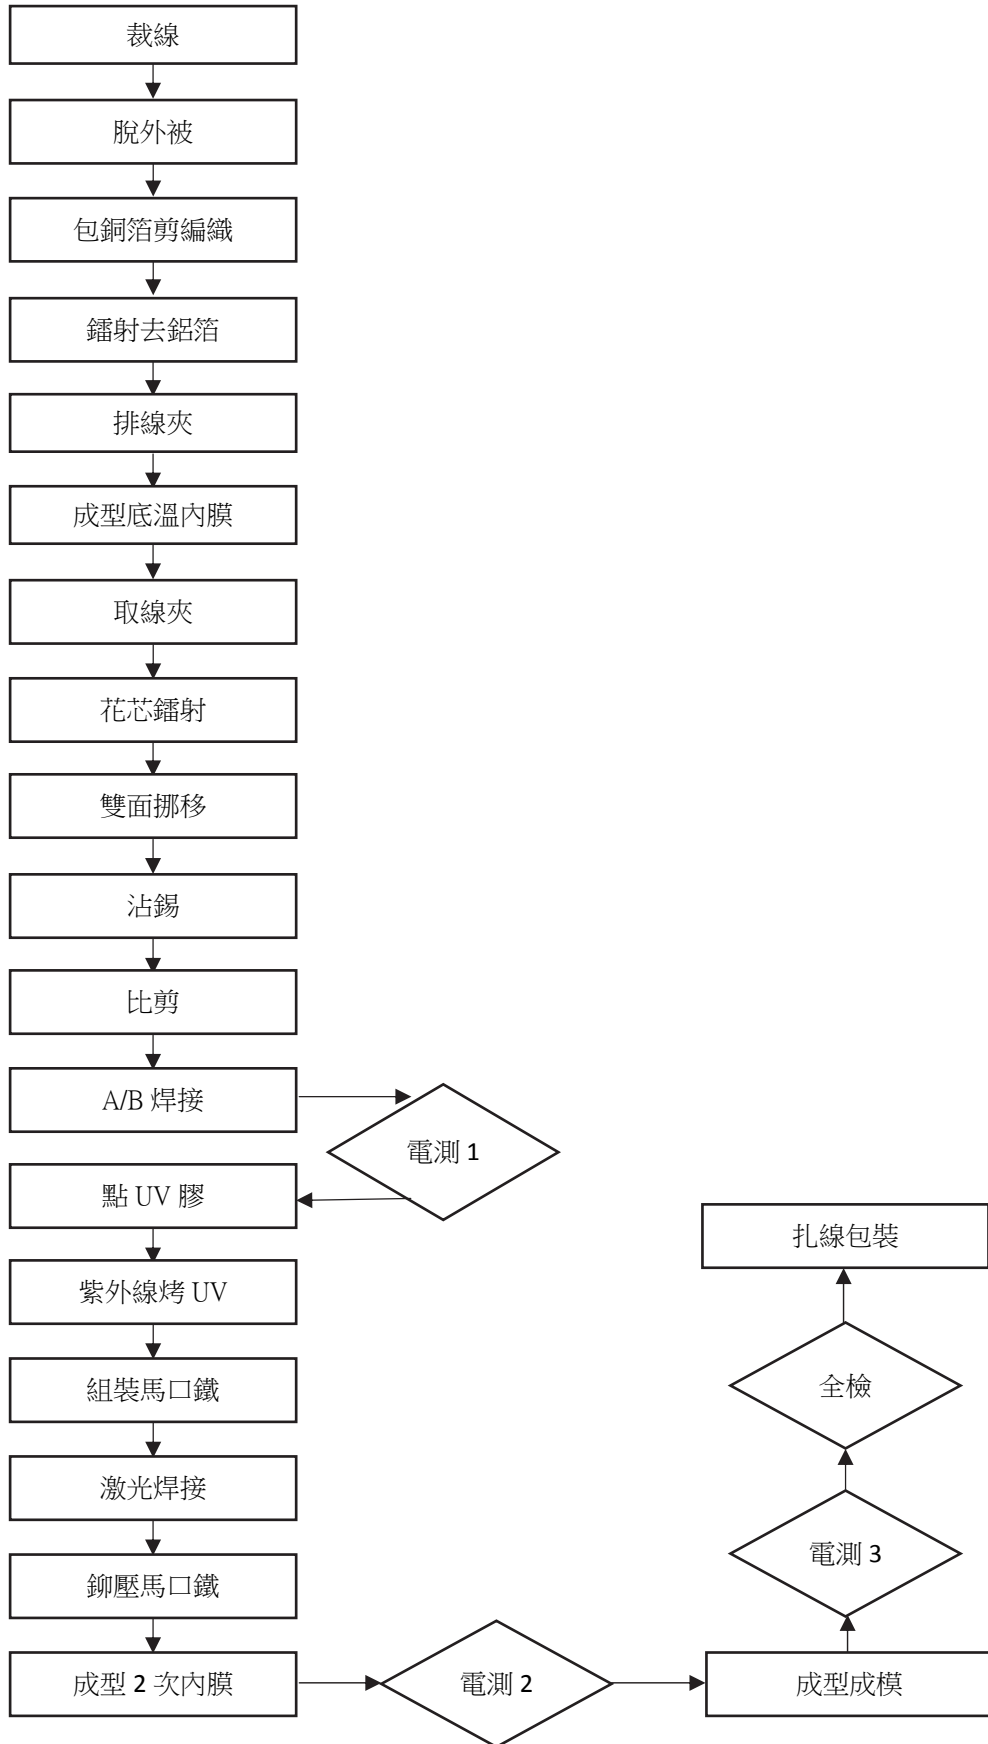 裁線
脫外被
包銅箔剪編織
鐳射去鋁箔
排線夾
成型底溫內膜
取線夾
花芯鐳射
雙面挪移
沾錫
比剪
A/B 焊接
電測 1
點 UV 膠
紫外線烤 UV
組裝馬口鐵
激光焊接
鉚壓馬口鐵
成型 2 次內膜
電測 2
成型成模
電測 3
全檢
扎線包裝